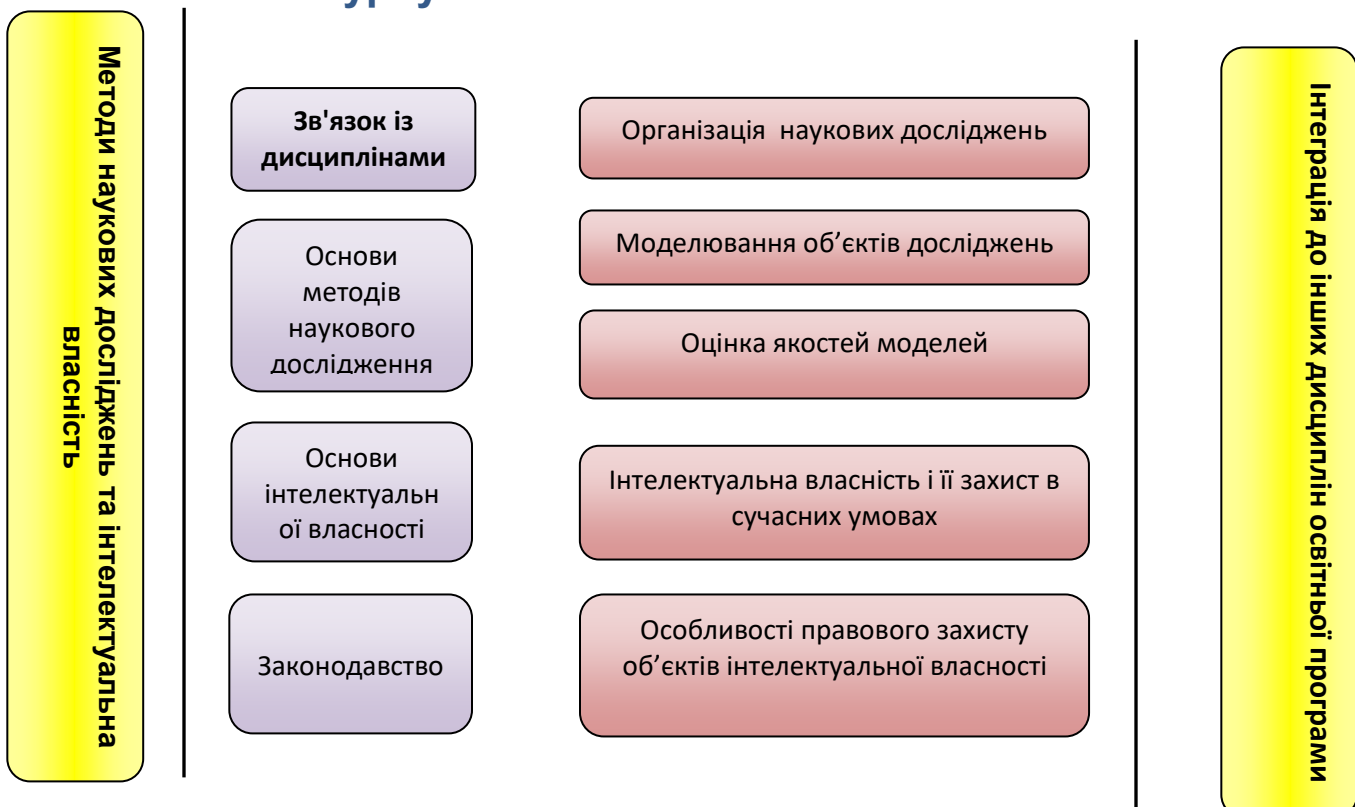 Методи наукових досліджень та інтелектуальна
власність
Зв'язок із
дисциплінами
Основи
методів
наукового
дослідження
Основи
інтелектуальн
ої власності
Законодавство
Організація наукових досліджень
Моделювання об’єктів досліджень
Оцінка якостей моделей
Інтелектуальна власність і її захист в
сучасних умовах
Особливості правового захисту
об’єктів інтелектуальної власності
Інтеграція до інших дисциплін освітньої програми